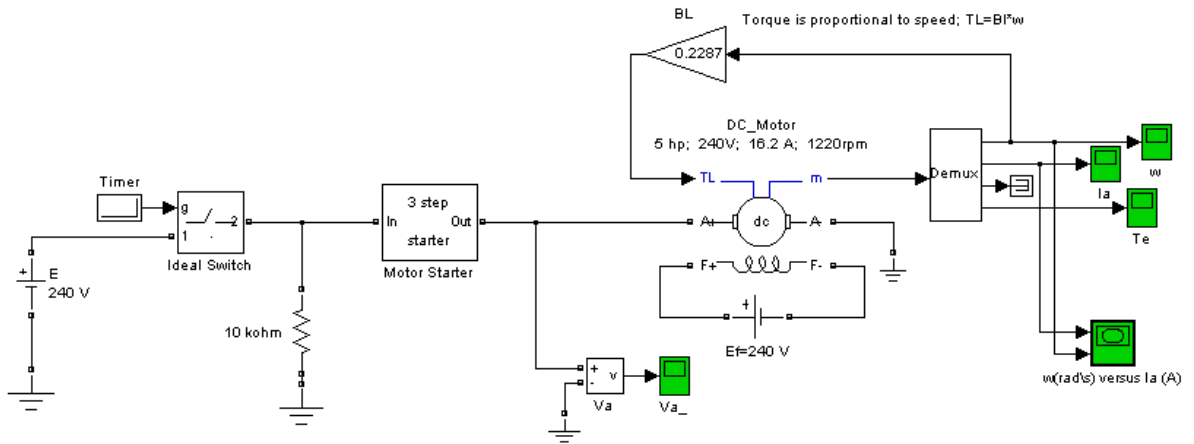 BL
Torque is proportional to speed; TL=Bl*w
0.2287
DC_Motor
5 hp; 240V; 16.2 A; 1220rpm
TL
m
Demux
w
Ia
Te
Timer
g
1
2
Ideal Switch
3 step
In
Out
starter
Motor Starter
A+
dc
A-
F+
F-
+
E
240 V
+
Ef=240 V
10 kohm
+
-
v
Va
Va_
w(rad\s) versus Ia (A)